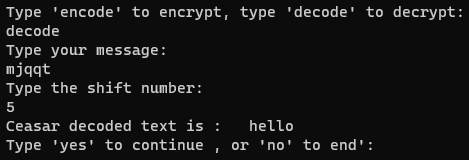 Type 'encode' to encrypt, type 'decode' to decrypt:
decode
Type your message:
mjqqt
Type the shift number:
5
Ceasar decoded text is :   hello
Type 'yes' to continue , or 'no' to end':